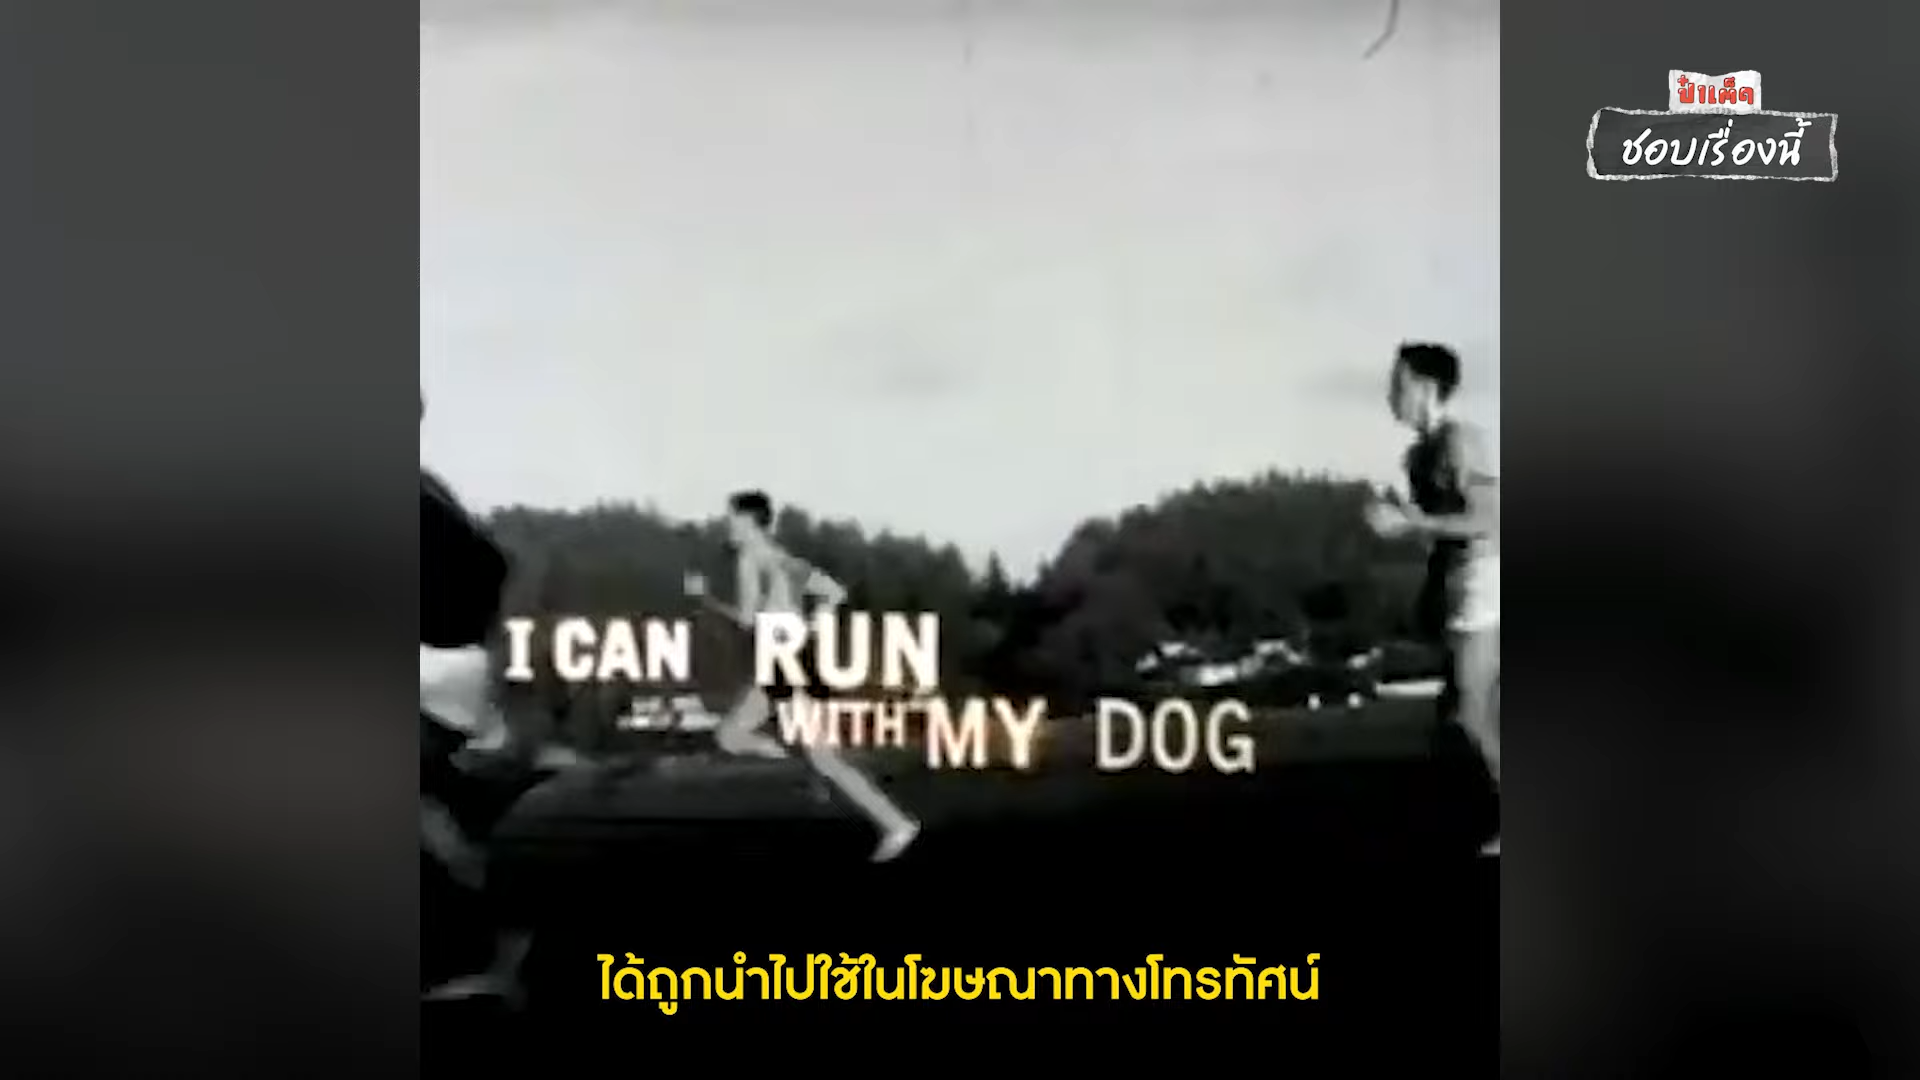 ป๋าเต็ด
ชอบเรื่องนี้
I CAN RUN
WITH MY DOG
ได้ถูกนำไปใช้ในโฆษณาทางโทรทัศน์